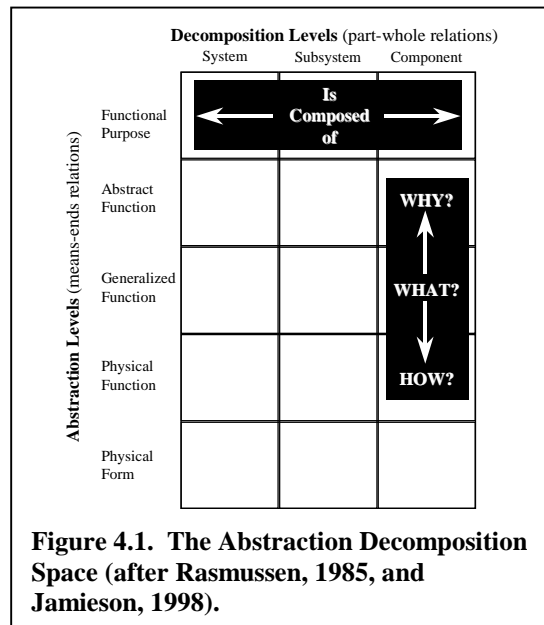 Decomposition Levels (part-whole relations)
System Subsystem Component
Abstraction Levels (means-ends relations)
Functional
Purpose
Is
Composed
of
Abstract
Function
WHY?
Generalized
Function
WHAT?
Physical
Function
HOW?
Physical
Form
Figure 4.1. The Abstraction Decomposition
Space (after Rasmussen, 1985, and
Jamieson, 1998).